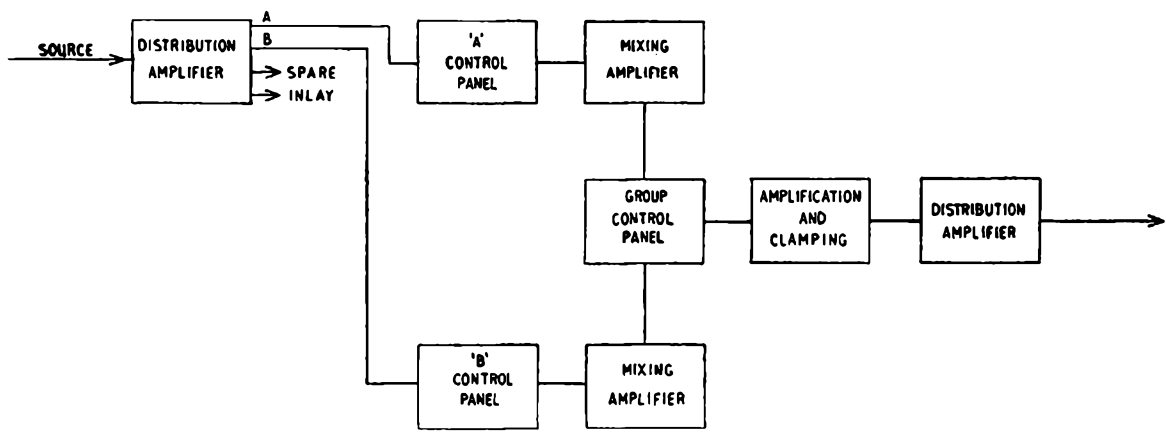 SOURCE
DISTRIBUTION
AMPLIFIER
A
B
SPARE
INLAY
'A'
CONTROL
PANEL
MIXING
AMPLIFIER
GROUP
CONTROL
PANEL
AMPLIFICATION
AND
CLAMPING
DISTRIBUTION
AMPLIFIER
'B'
CONTROL
PANEL
MIXING
AMPLIFIER